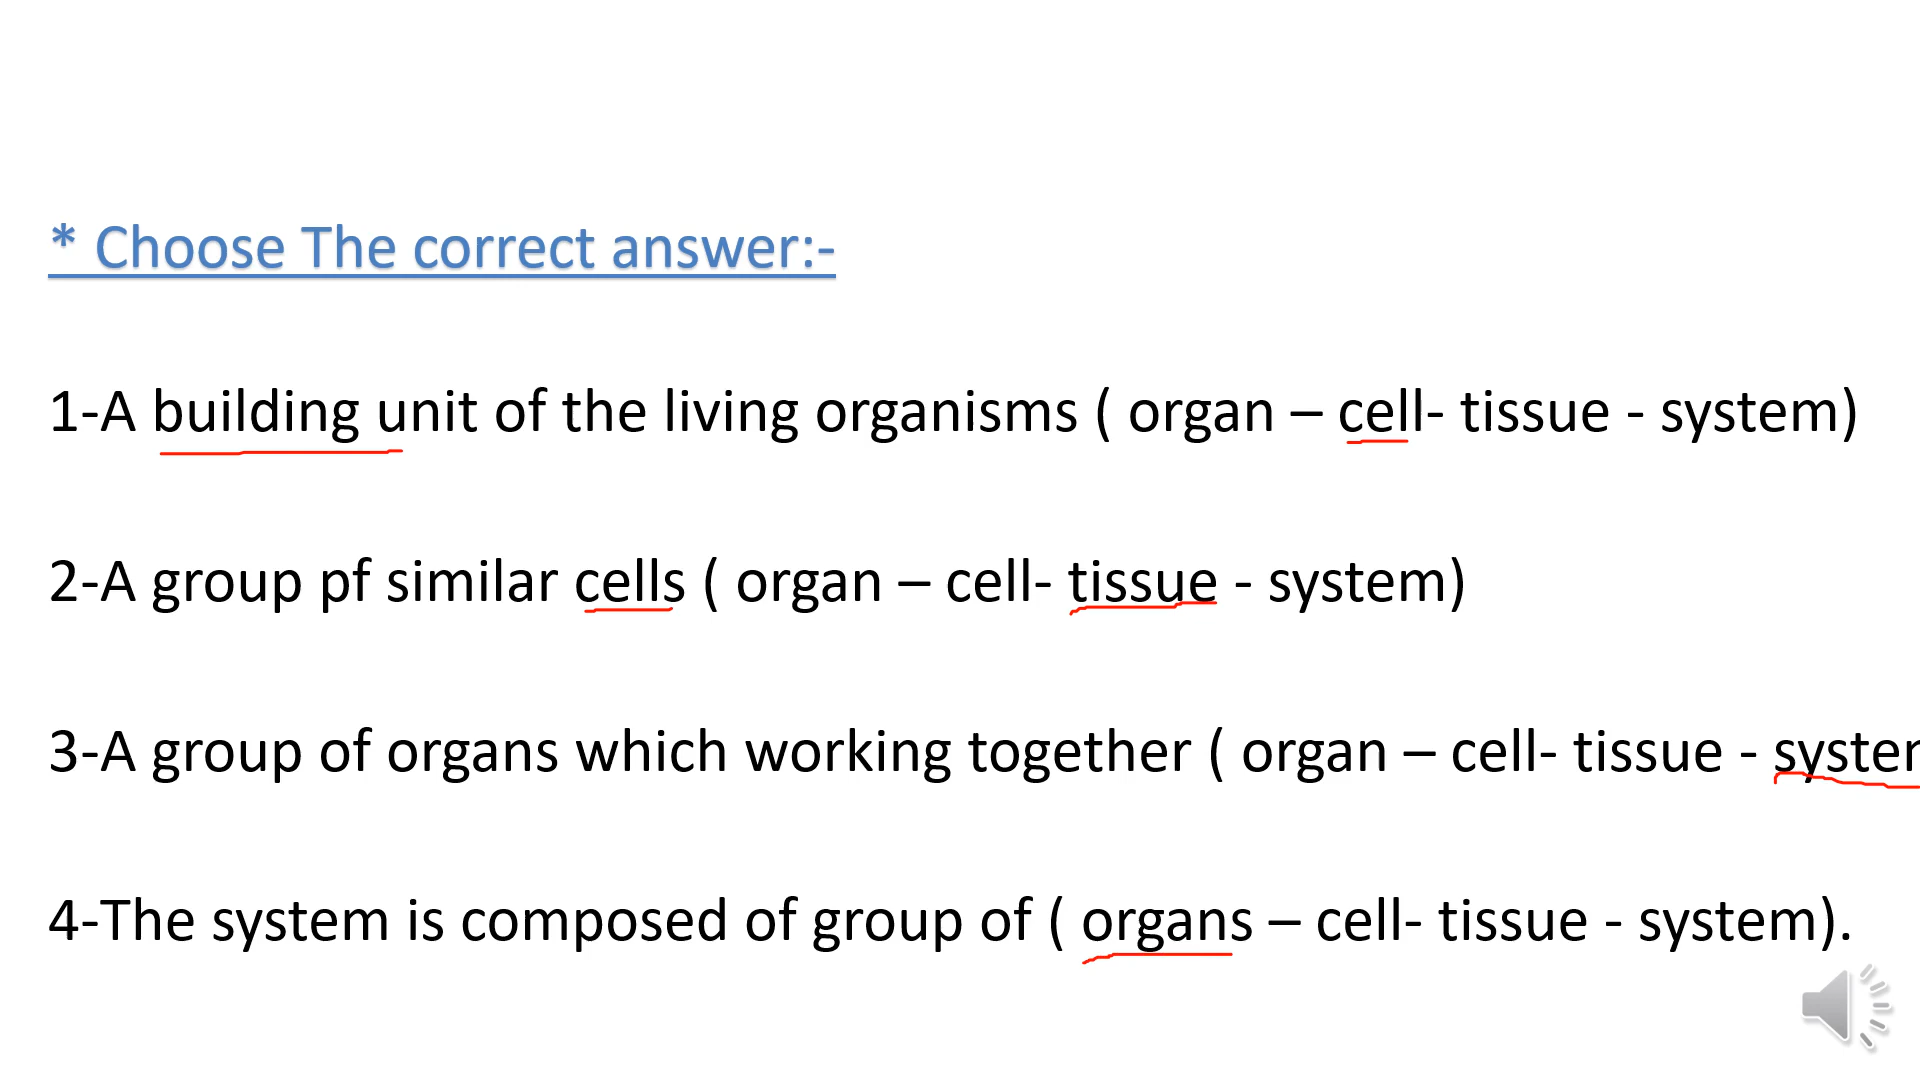 * Choose The correct answer:-
1-A building unit of the living organisms ( organ – cell- tissue - system)
2-A group pf similar cells ( organ – cell- tissue - system)
3-A group of organs which working together ( organ – cell- tissue -
4-The system is composed of group of ( organs – cell- tissue - system).